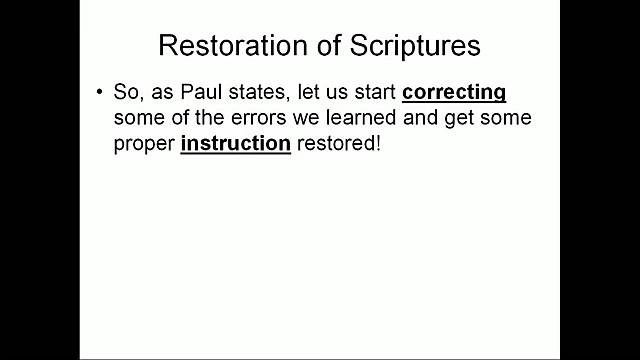 Restoration of Scriptures
• So, as Paul states, let us start correcting
some of the errors we learned and get some
proper instruction restored!